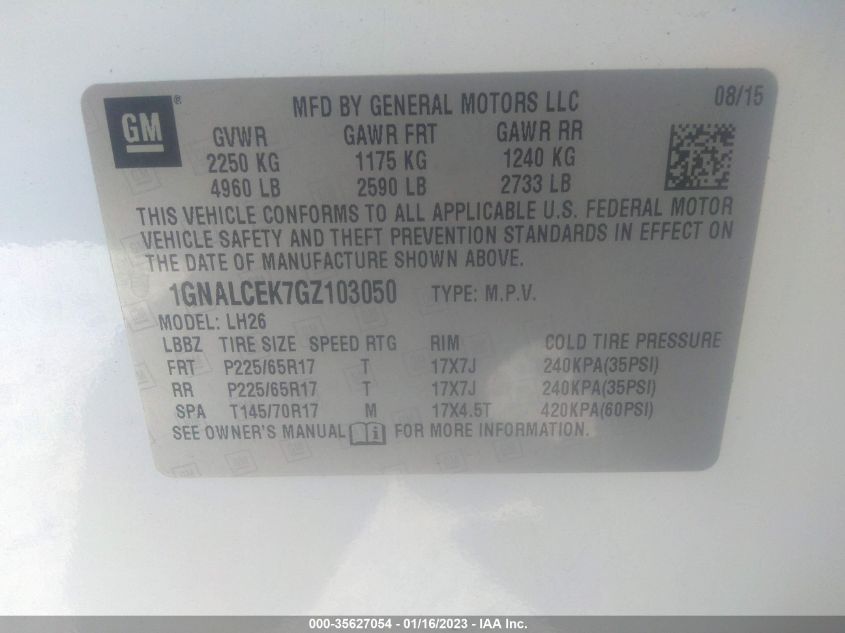 GM® MFD BY GENERAL MOTORS LLC 08/15
GVWR GAWR FRT GAWR RR
2250 KG 1175 KG 1240 KG
4960 LB 2590 LB 2733 LB
THIS VEHICLE CONFORMS TO ALL APPLICABLE U.S. FEDERAL MOTOR
VEHICLE SAFETY AND THEFT PREVENTION STANDARDS IN EFFECT ON
THE DATE OF MANUFACTURE SHOWN ABOVE.
1GNALCEK7GZ103050 TYPE: M.P.V.
MODEL: LH26
LBBZ TIRE SIZE SPEED RTG RIM COLD TIRE PRESSURE
FRT P225/65R17 T 17X7J 240KPA(35PSI)
RR P225/65R17 T 17X7J 240KPA(35PSI)
SPA T145/70R17 M 17X4.5T 420KPA(60PSI)
SEE OWNER'S MANUAL FOR MORE INFORMATION.
000-35627054 - 01/16/2023 - IAA Inc.